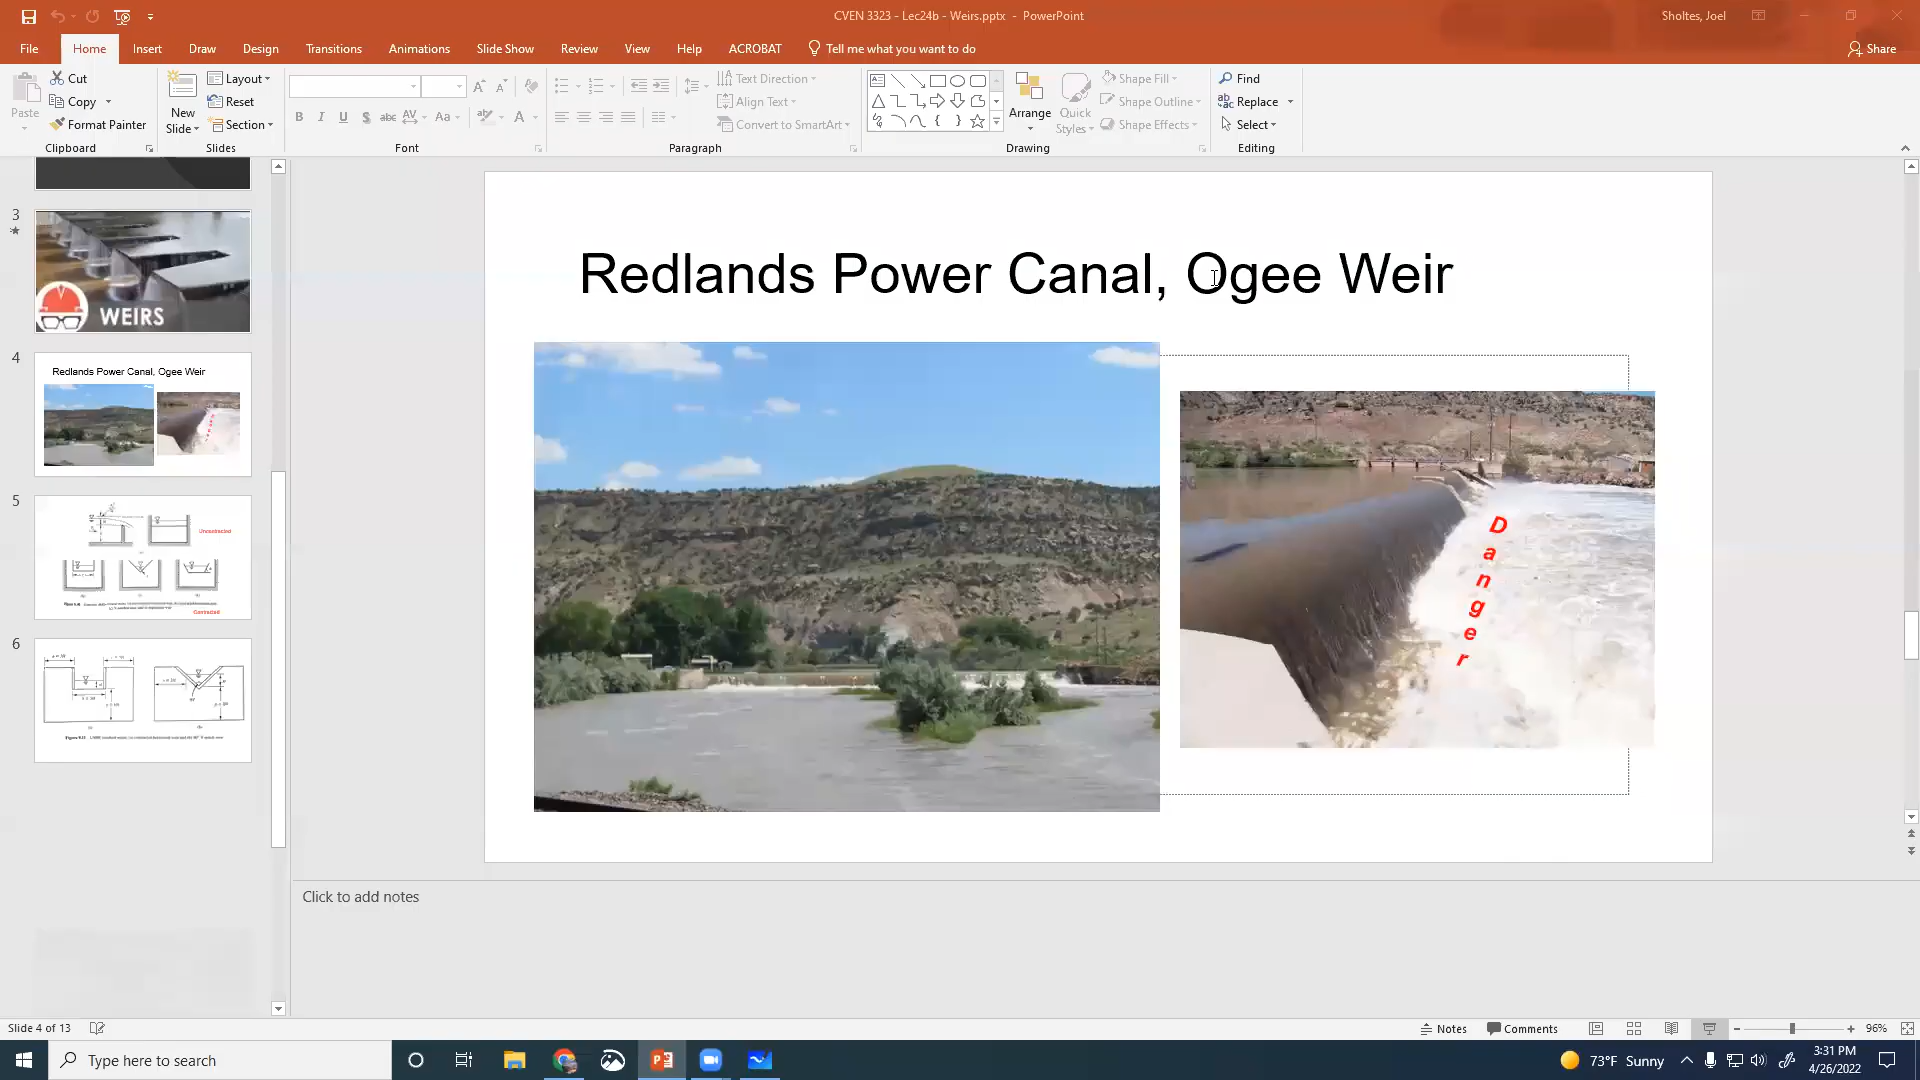 CVEN 3323 - Lec24b - Weirs.pptx - PowerPoint
Sholtes, Joel
File Home Insert Draw Design Transitions Animations Slide Show Review View Help ACROBAT Tell me what you want to do Share
Paste
Cut
Copy
Format Painter
Clipboard
New Slide
Layout
Reset
Section
Slides
Font
Text Direction
Align Text
Convert to SmartArt
Paragraph
Arrange
Quick Styles
Shape Fill
Shape Outline
Shape Effects
Drawing
Find
Replace
Select
Editing
3
WEIRS
4
Redlands Power Canal, Ogee Weir
5
Contracted
6
Redlands Power Canal, Ogee Weir
Danger
Click to add notes
Slide 4 of 13
Notes
Comments
96%
Type here to search
73°F Sunny
3:31 PM
4/26/2022